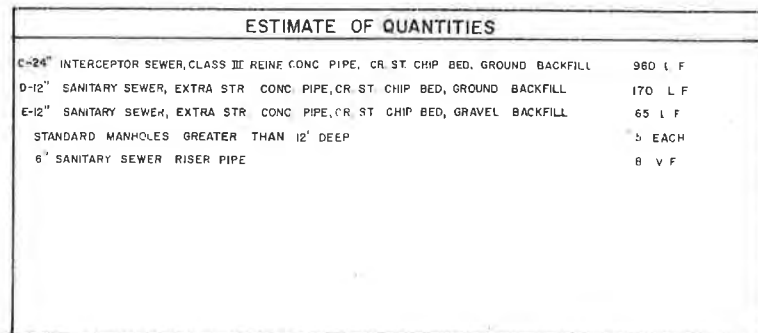 ESTIMATE OF QUANTITIES
C-24" INTERCEPTOR SEWER, CLASS III REINF CONC PIPE, CR. ST. CHIP BED, GROUND BACKFILL 960 L F
D-12" SANITARY SEWER, EXTRA STR CONC PIPE, CR ST CHIP BED, GROUND BACKFILL 170 L F
E-12" SANITARY SEWER, EXTRA STR CONC PIPE, CR ST CHIP BED, GRAVEL BACKFILL 65 L F
STANDARD MANHOLES GREATER THAN 12' DEEP 5 EACH
6" SANITARY SEWER RISER PIPE 8 V F